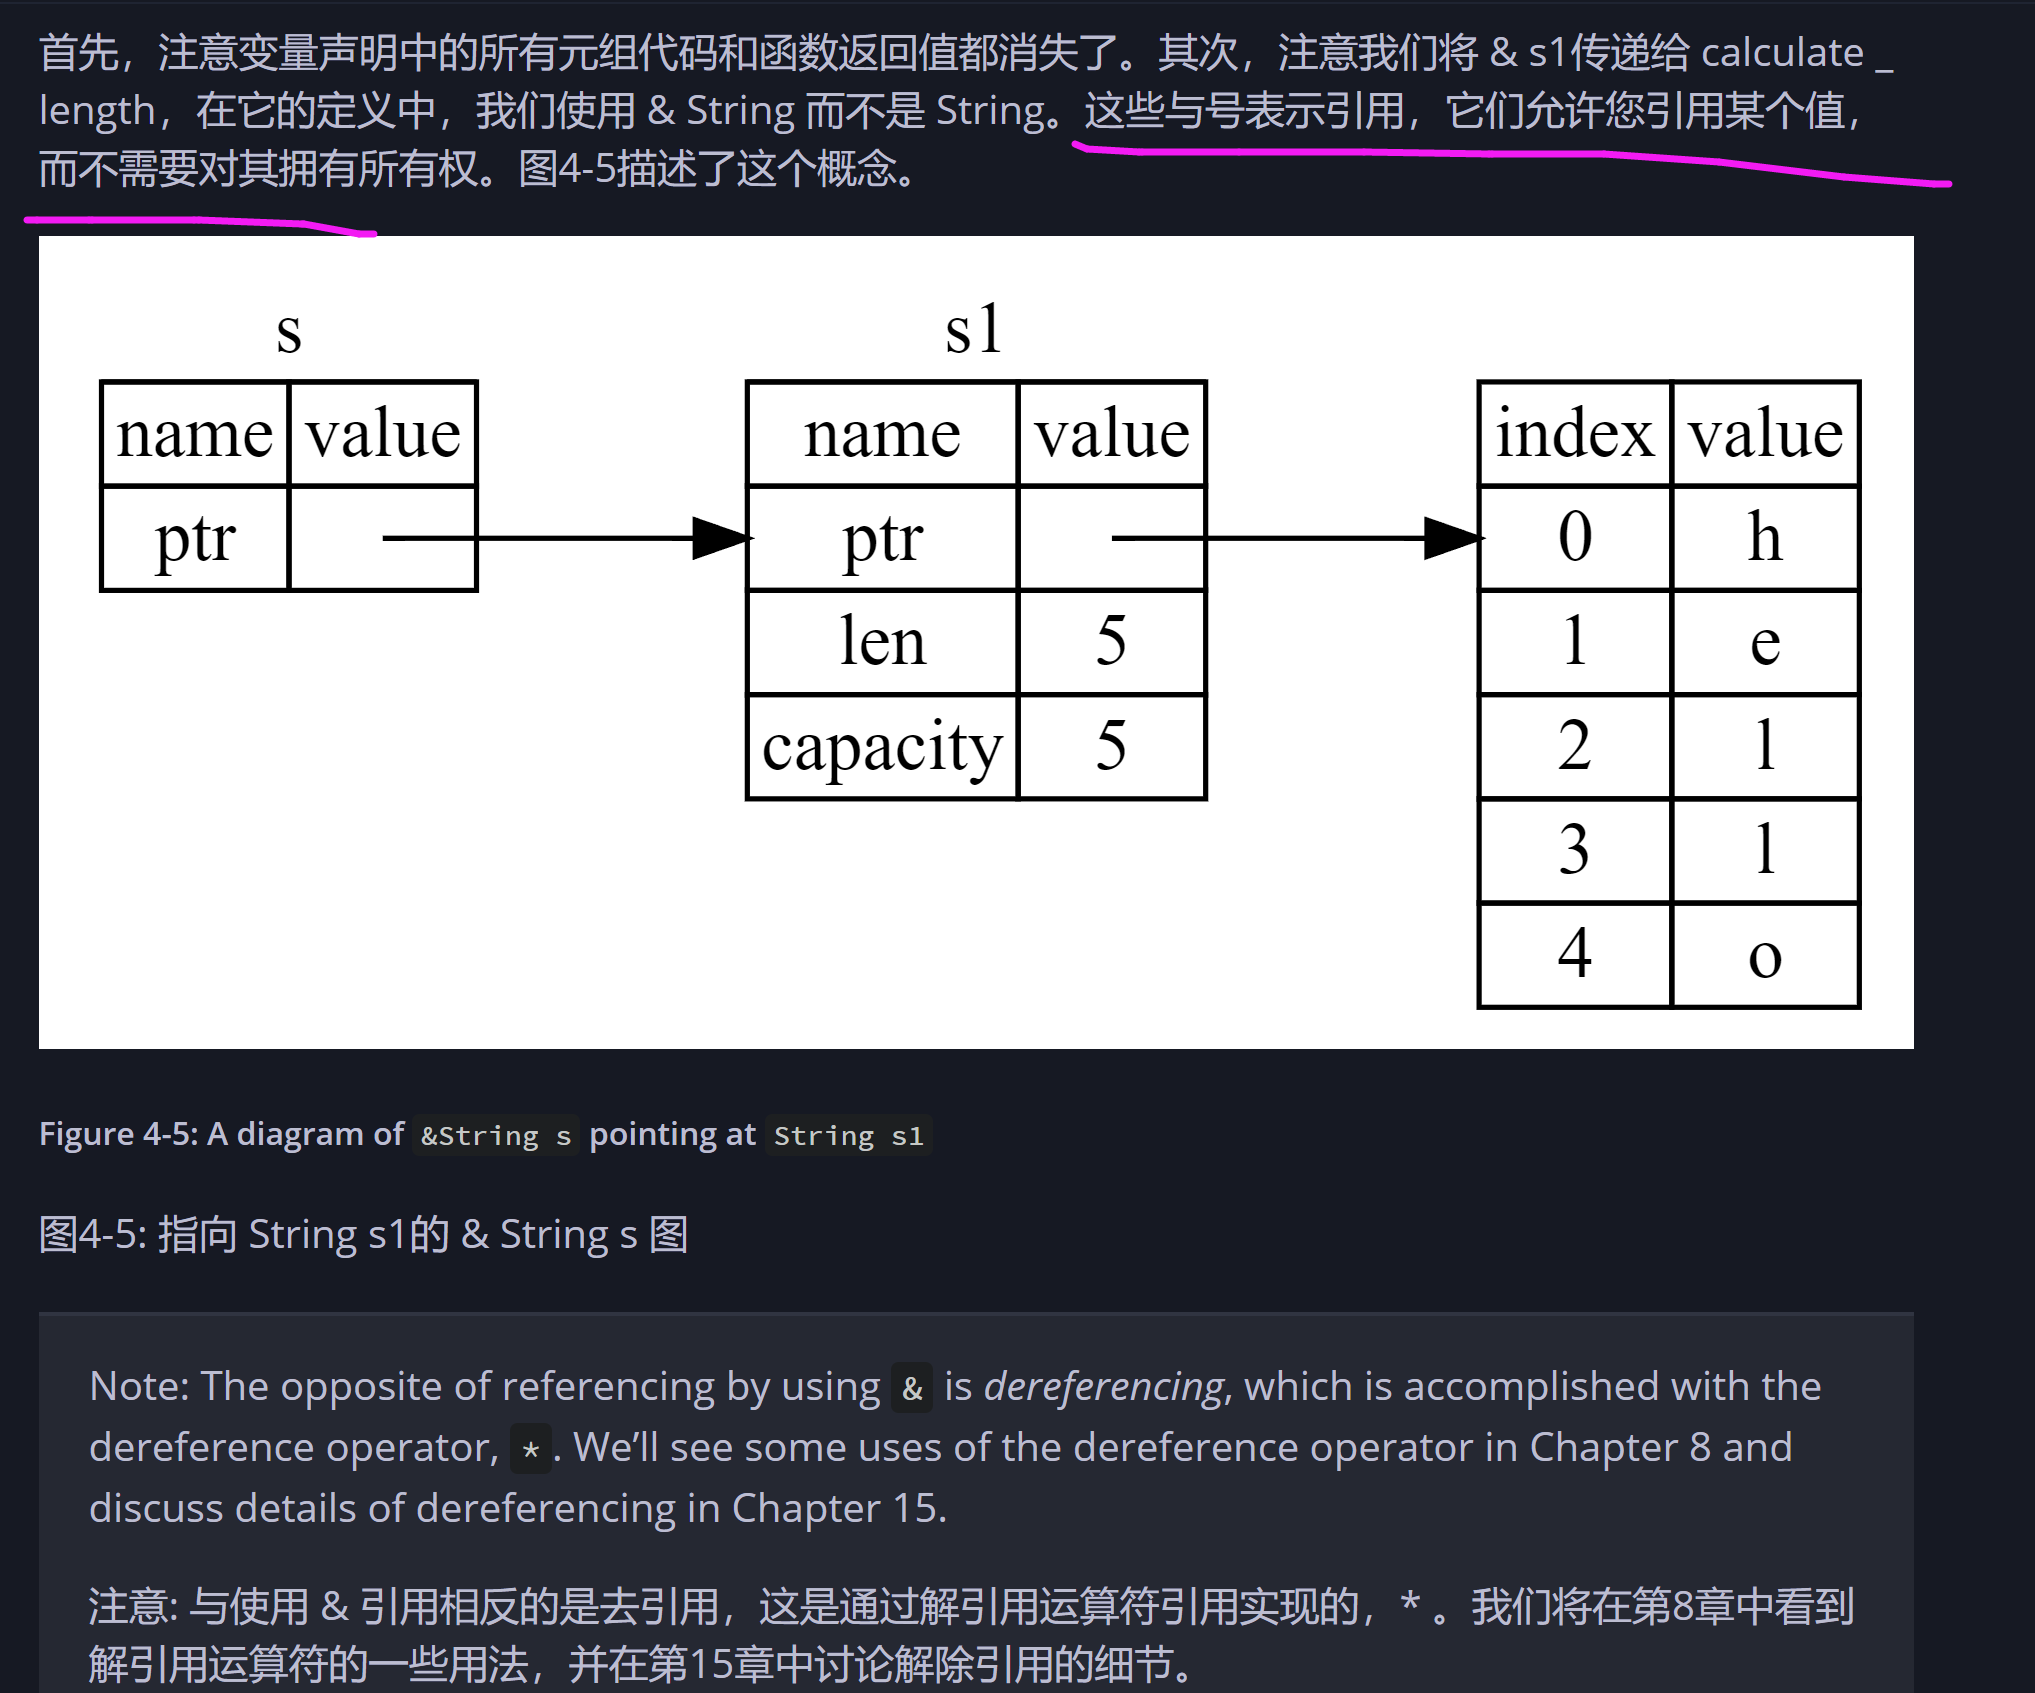 首先，注意变量声明中的所有元组代码和函数返回值都消失了。其次，注意我们将 & s1传递给 calculate _
length，在它的定义中，我们使用 & String 而不是 String。这些与号表示引用，它们允许您引用某个值，
而不需要对其拥有所有权。图4-5描述了这个概念。
s
name value
ptr
s1
name value
ptr
len 5
capacity 5
index value
0 h
1 e
2 l
3 l
4 o
Figure 4-5: A diagram of &String s pointing at String s1
图4-5: 指向 String s1的 & String s 图
Note: The opposite of referencing by using & is dereferencing, which is accomplished with the
dereference operator, *. We’ll see some uses of the dereference operator in Chapter 8 and
discuss details of dereferencing in Chapter 15.
注意: 与使用 & 引用相反的是去引用，这是通过解引用运算符引用实现的，* 。我们将在第8章中看到
解引用运算符的一些用法，并在第15章中讨论解除引用的细节。